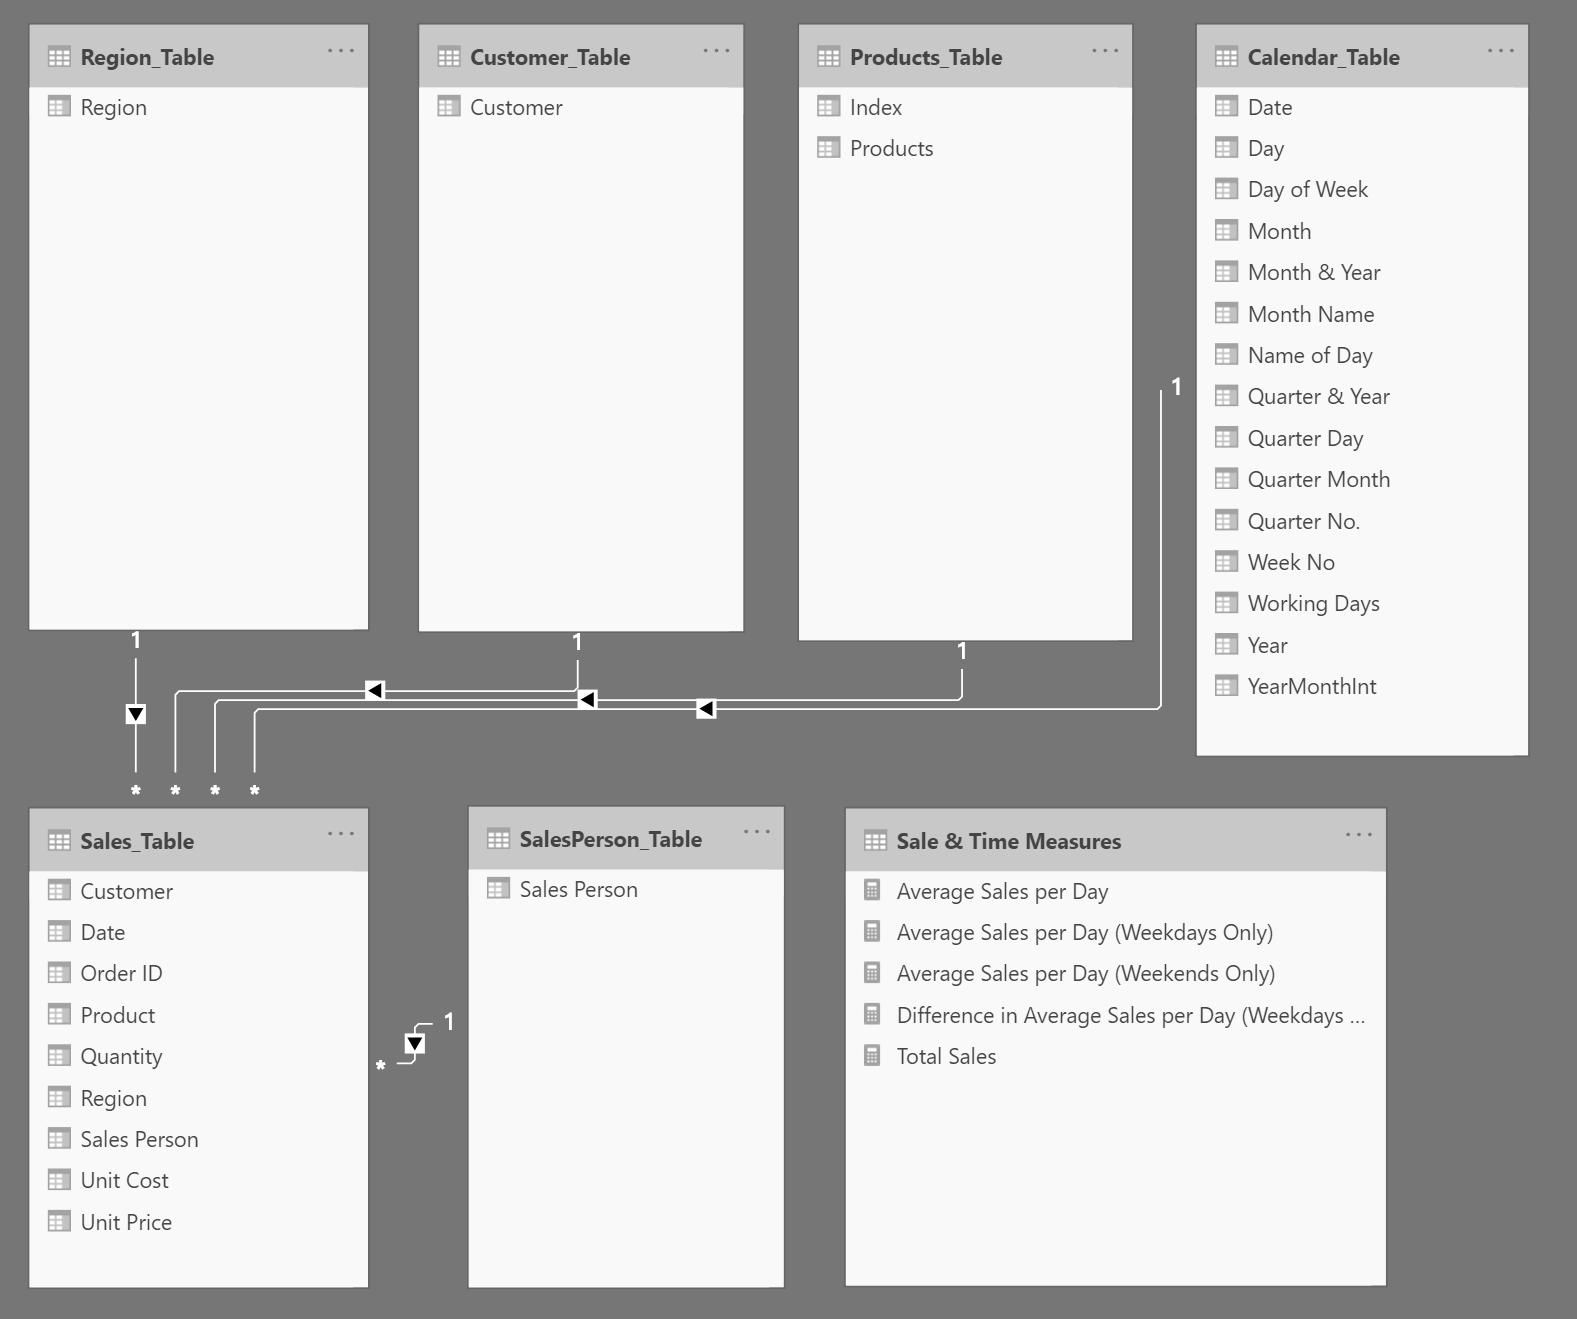 Region_Table
Region
Customer_Table
Customer
Products_Table
Index
Products
Calendar_Table
Date
Day
Day of Week
Month
Month & Year
Month Name
Name of Day
Quarter & Year
Quarter Day
Quarter Month
Quarter No.
Week No
Working Days
Year
YearMonthInt
1
1
1
1
*
*
*
*
Sales_Table
Customer
Date
Order ID
Product
Quantity
Region
Sales Person
Unit Cost
Unit Price
1
*
SalesPerson_Table
Sales Person
Sale & Time Measures
Average Sales per Day
Average Sales per Day (Weekdays Only)
Average Sales per Day (Weekends Only)
Difference in Average Sales per Day (Weekdays ...
Total Sales